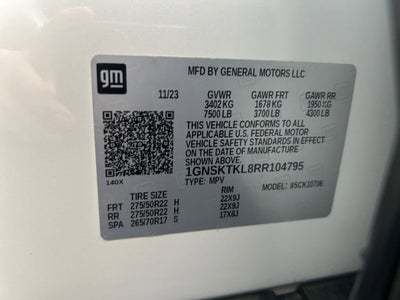 gm
MFD BY GENERAL MOTORS LLC
11/23 GVWR GAWR FRT GAWR RR
3402 KG 1678 KG 1950 KG
7500 LB 3700 LB 4300 LB
THIS VEHICLE CONFORMS TO ALL
APPLICABLE U.S. FEDERAL MOTOR
VEHICLE SAFETY STANDARDS IN EFFECT
ON THE DATE OF MANUFACTURE SHOWN ABOVE.
1GNSKTKL8RR104795
140X TYPE: MPV MODEL: 85CK10706
TIRE SIZE RIM
FRT 275/50R22 H 22X9J
RR 275/50R22 H 22X9J
SPA 265/70R17 S 17X8J